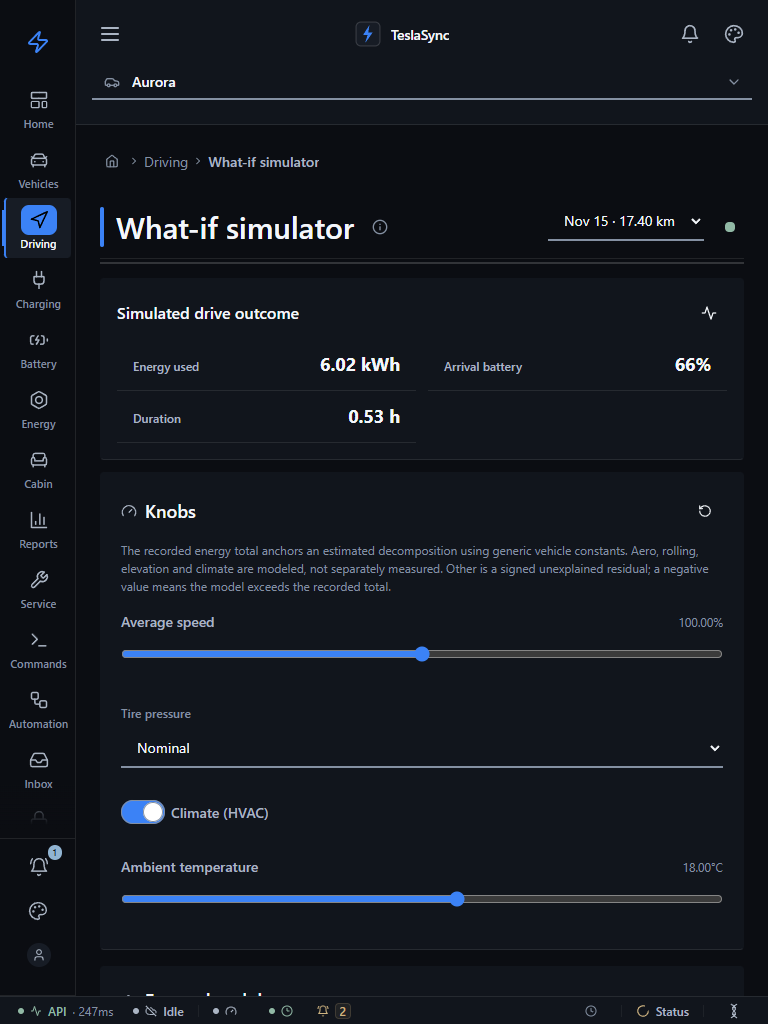 TeslaSync
Aurora
Home
Vehicles
Driving
Charging
Battery
Energy
Cabin
Reports
Service
Commands
Automation
Inbox
1
Driving
What-if simulator
What-if simulator
Nov 15 · 17.40 km
Simulated drive outcome
Energy used
6.02 kWh
Arrival battery
66%
Duration
0.53 h
Knobs
The recorded energy total anchors an estimated decomposition using generic vehicle constants. Aero, rolling,
elevation and climate are modeled, not separately measured. Other is a signed unexplained residual; a negative
value means the model exceeds the recorded total.
Average speed
100.00%
Tire pressure
Nominal
Climate (HVAC)
Ambient temperature
18.00°C
API · 247ms
Idle
2
Status